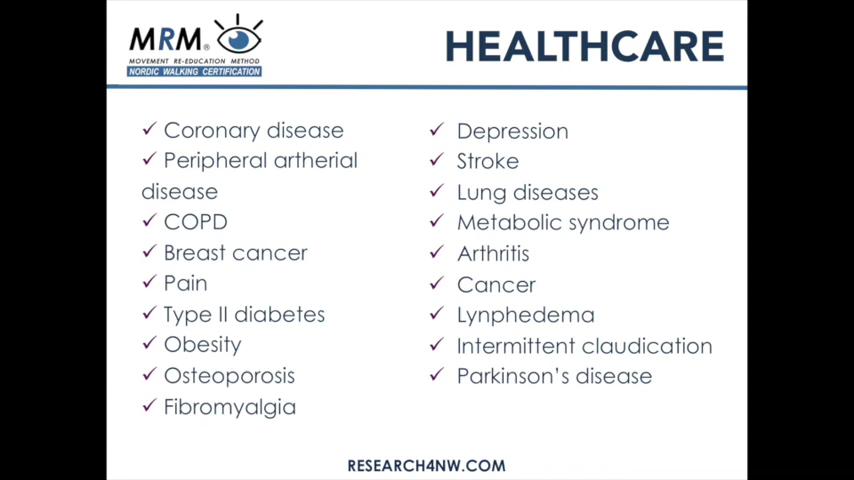 MRM®
MOVEMENT RE-EDUCATION METHOD
NORDIC WALKING CERTIFICATION
HEALTHCARE
✓ Coronary disease
✓ Peripheral artherial
disease
✓ COPD
✓ Breast cancer
✓ Pain
✓ Type II diabetes
✓ Obesity
✓ Osteoporosis
✓ Fibromyalgia
✓ Depression
✓ Stroke
✓ Lung diseases
✓ Metabolic syndrome
✓ Arthritis
✓ Cancer
✓ Lynphedema
✓ Intermittent claudication
✓ Parkinson's disease
RESEARCH4NW.COM